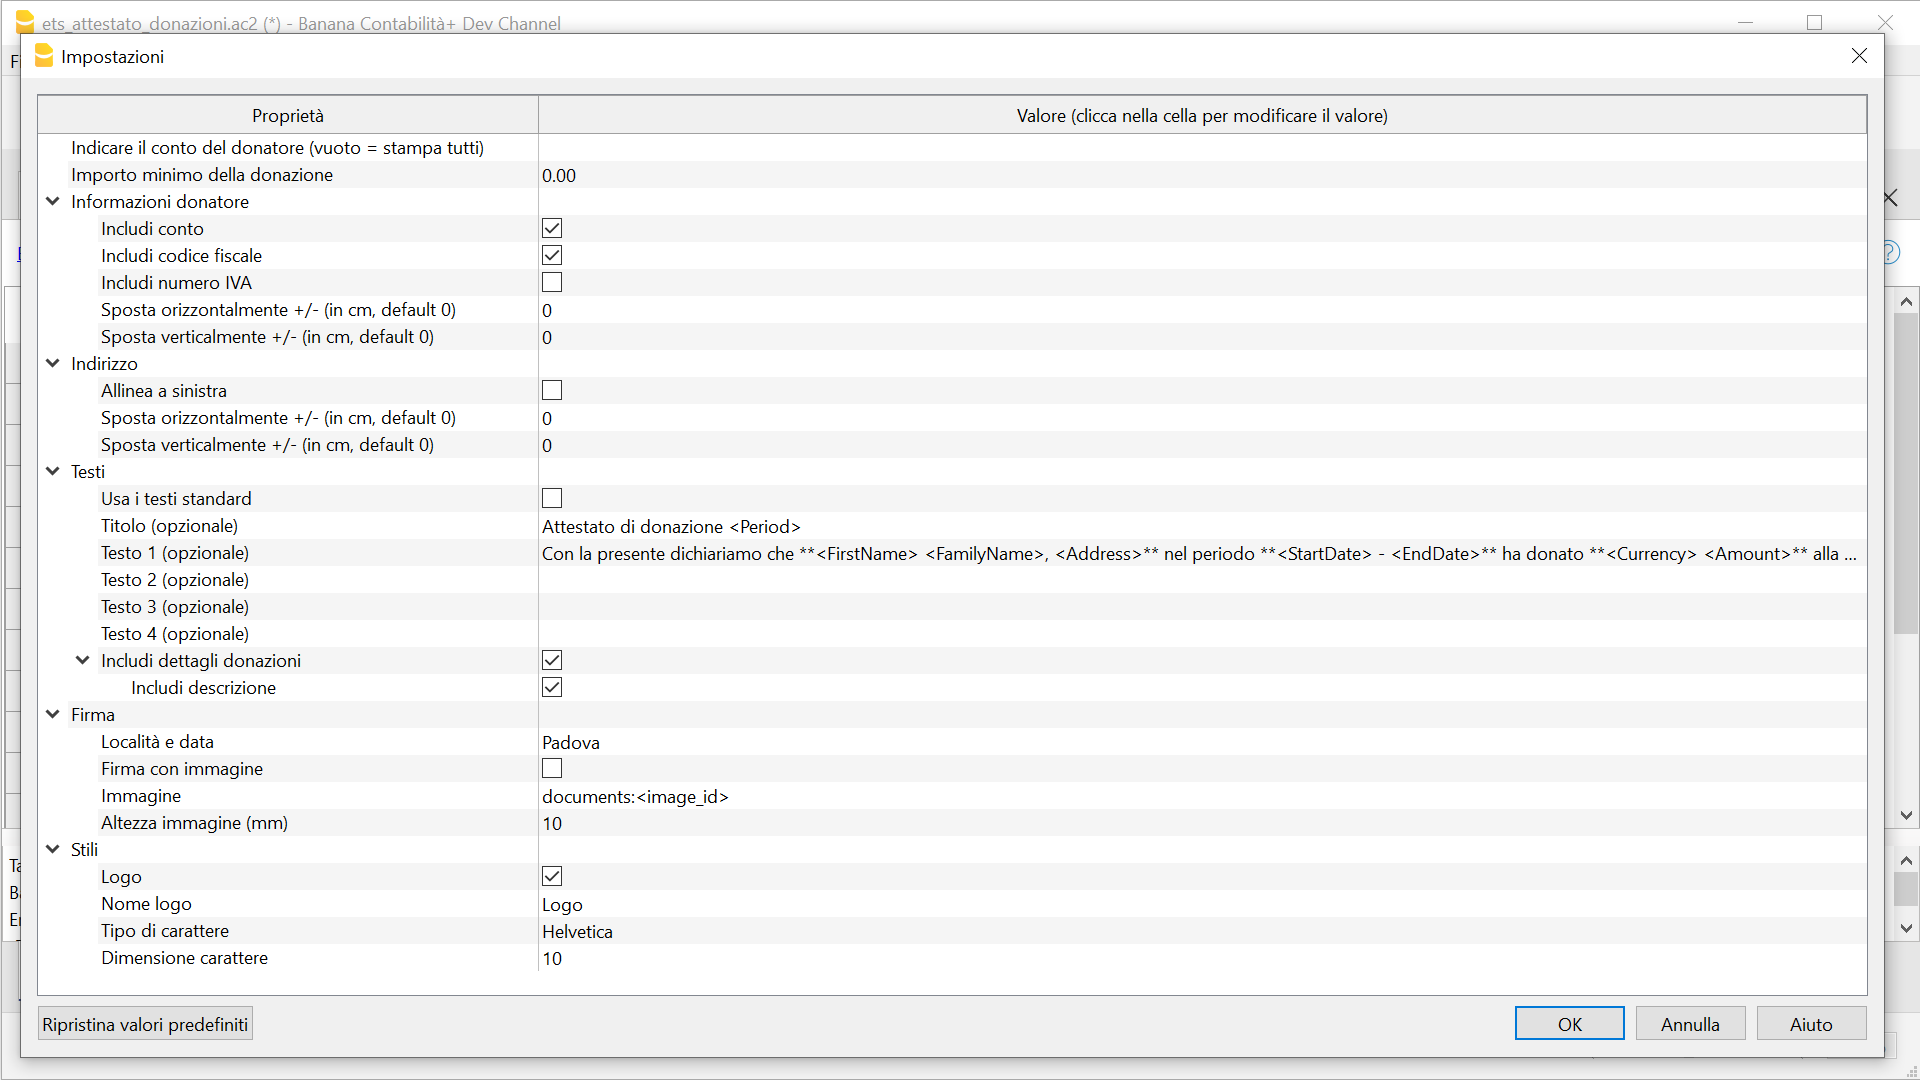 ets_attestato_donazioni.ac2 (*) - Banana Contabilità+ Dev Channel
Impostazioni
Proprietà
Valore (clicca nella cella per modificare il valore)
Indicare il conto del donatore (vuoto = stampa tutti)
Importo minimo della donazione
0.00
Informazioni donatore
Includi conto
Includi codice fiscale
Includi numero IVA
Sposta orizzontalmente +/- (in cm, default 0)
0
Sposta verticalmente +/- (in cm, default 0)
0
Indirizzo
Allinea a sinistra
Sposta orizzontalmente +/- (in cm, default 0)
0
Sposta verticalmente +/- (in cm, default 0)
0
Testi
Usa i testi standard
Titolo (opzionale)
Attestato di donazione <Period>
Testo 1 (opzionale)
Con la presente dichiariamo che **<FirstName> <FamilyName>, <Address>** nel periodo **<StartDate> - <EndDate>** ha donato **<Currency> <Amount>** alla ...
Testo 2 (opzionale)
Testo 3 (opzionale)
Testo 4 (opzionale)
Includi dettagli donazioni
Includi descrizione
Firma
Località e data
Padova
Firma con immagine
Immagine
documents:<image_id>
Altezza immagine (mm)
10
Stili
Logo
Nome logo
Logo
Tipo di carattere
Helvetica
Dimensione carattere
10
Ripristina valori predefiniti
OK
Annulla
Aiuto